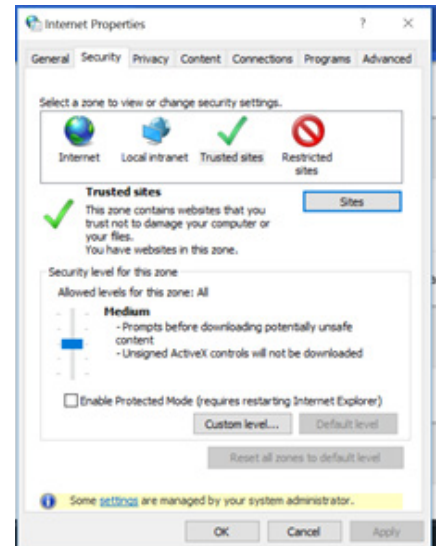 Internet Properties
? ×
General Security Privacy Content Connections Programs Advanced
Select a zone to view or change security settings.
Internet Local intranet Trusted sites Restricted
sites
Trusted sites
Sites
This zone contains websites that you
trust not to damage your computer or
your files.
You have websites in this zone.
Security level for this zone
Allowed levels for this zone: All
Medium
- Prompts before downloading potentially unsafe
content
- Unsigned ActiveX controls will not be downloaded
Enable Protected Mode (requires restarting Internet Explorer)
Custom level... Default level
Reset all zones to default level
Some settings are managed by your system administrator.
OK Cancel Apply